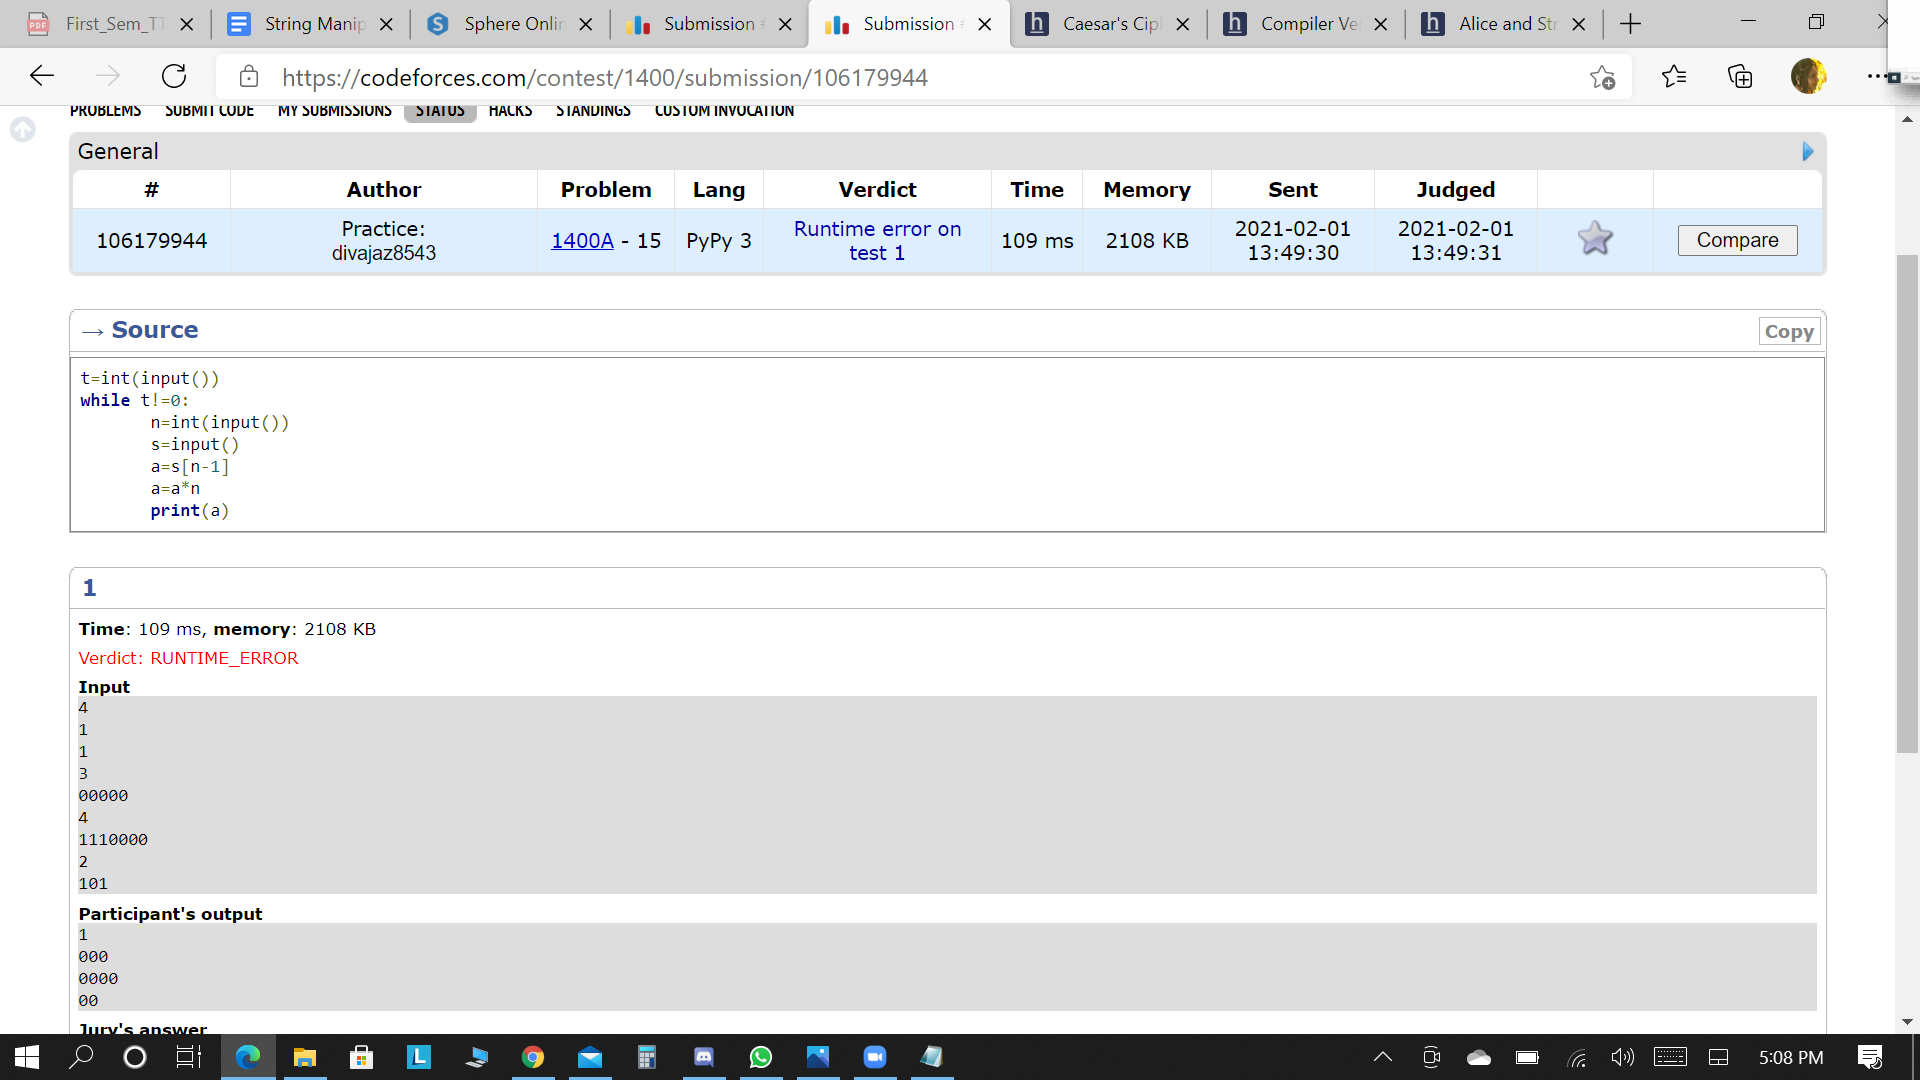 First_Sem_TT
String Manip
Sphere Onlin
Submission #
Submission #
Caesar's Ciph
Compiler Ver
Alice and Str
https://codeforces.com/contest/1400/submission/106179944
PROBLEMS SUBMIT CODE MY SUBMISSIONS STATUS HACKS STANDINGS CUSTOM INVOCATION
General
# Author Problem Lang Verdict Time Memory Sent Judged
106179944 Practice: divajaz8543 1400A - 15 PyPy 3 Runtime error on test 1 109 ms 2108 KB 2021-02-01 13:49:30 2021-02-01 13:49:31 Compare
→ Source Copy
t=int(input())
while t!=0:
n=int(input())
s=input()
a=s[n-1]
a=a*n
print(a)
1
Time: 109 ms, memory: 2108 KB
Verdict: RUNTIME_ERROR
Input
4
1
1
3
00000
4
1110000
2
101
Participant's output
1
000
0000
00
Jury's answer
5:08 PM